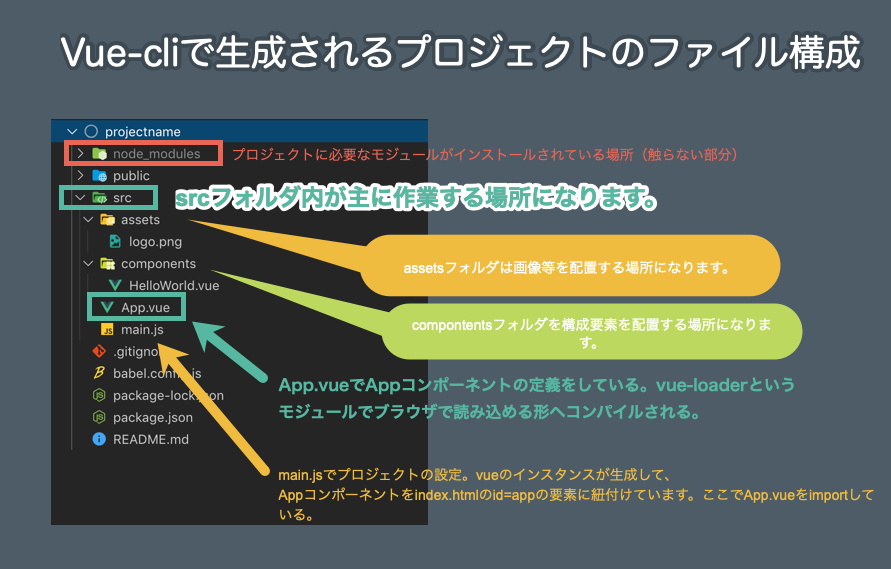 Vue-cliで生成されるプロジェクトのファイル構成
projectname
node_modules
プロジェクトに必要なモジュールがインストールされている場所（触らない部分）
public
src
srcフォルダ内が主に作業する場所になります。
assets
logo.png
assetsフォルダは画像等を配置する場所になります。
components
HelloWorld.vue
compontentsフォルダを構成要素を配置する場所になりま
す。
App.vue
main.js
JS
.gitigno
babel.config.js
package-lock.json
package.json
README.md
App.vueでAppコンポーネントの定義をしている。vue-loaderという
モジュールでブラウザで読み込める形へコンパイルされる。
main.jsでプロジェクトの設定。vueのインスタンスが生成して、
Appコンポーネントをindex.htmlのid=appの要素に紐付けています。ここでApp.vueをimportして
いる。